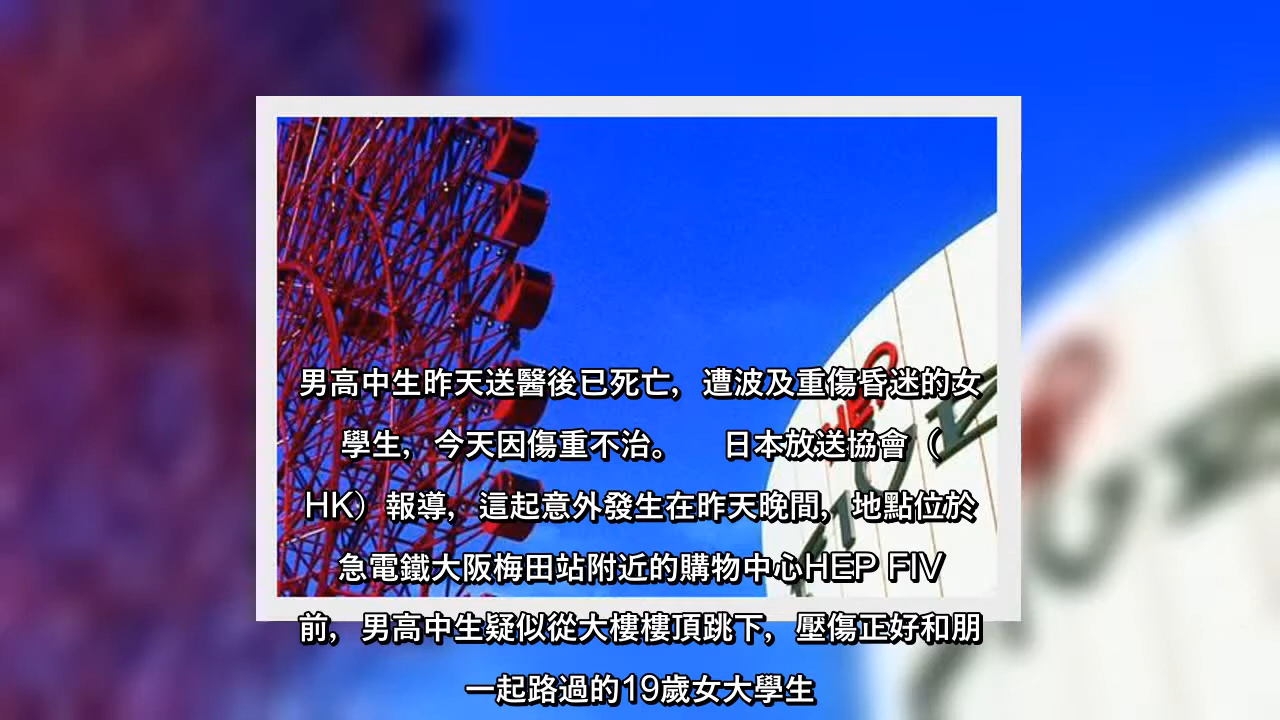 HEP
男高中生昨天送醫後已死亡，遭波及重傷昏迷的女
學生，今天因傷重不治。 日本放送協會（
HK）報導，這起意外發生在昨天晚間，地點位於
急電鐵大阪梅田站附近的購物中心HEP FIV
前，男高中生疑似從大樓樓頂跳下，壓傷正好和朋
一起路過的19歲女大學生